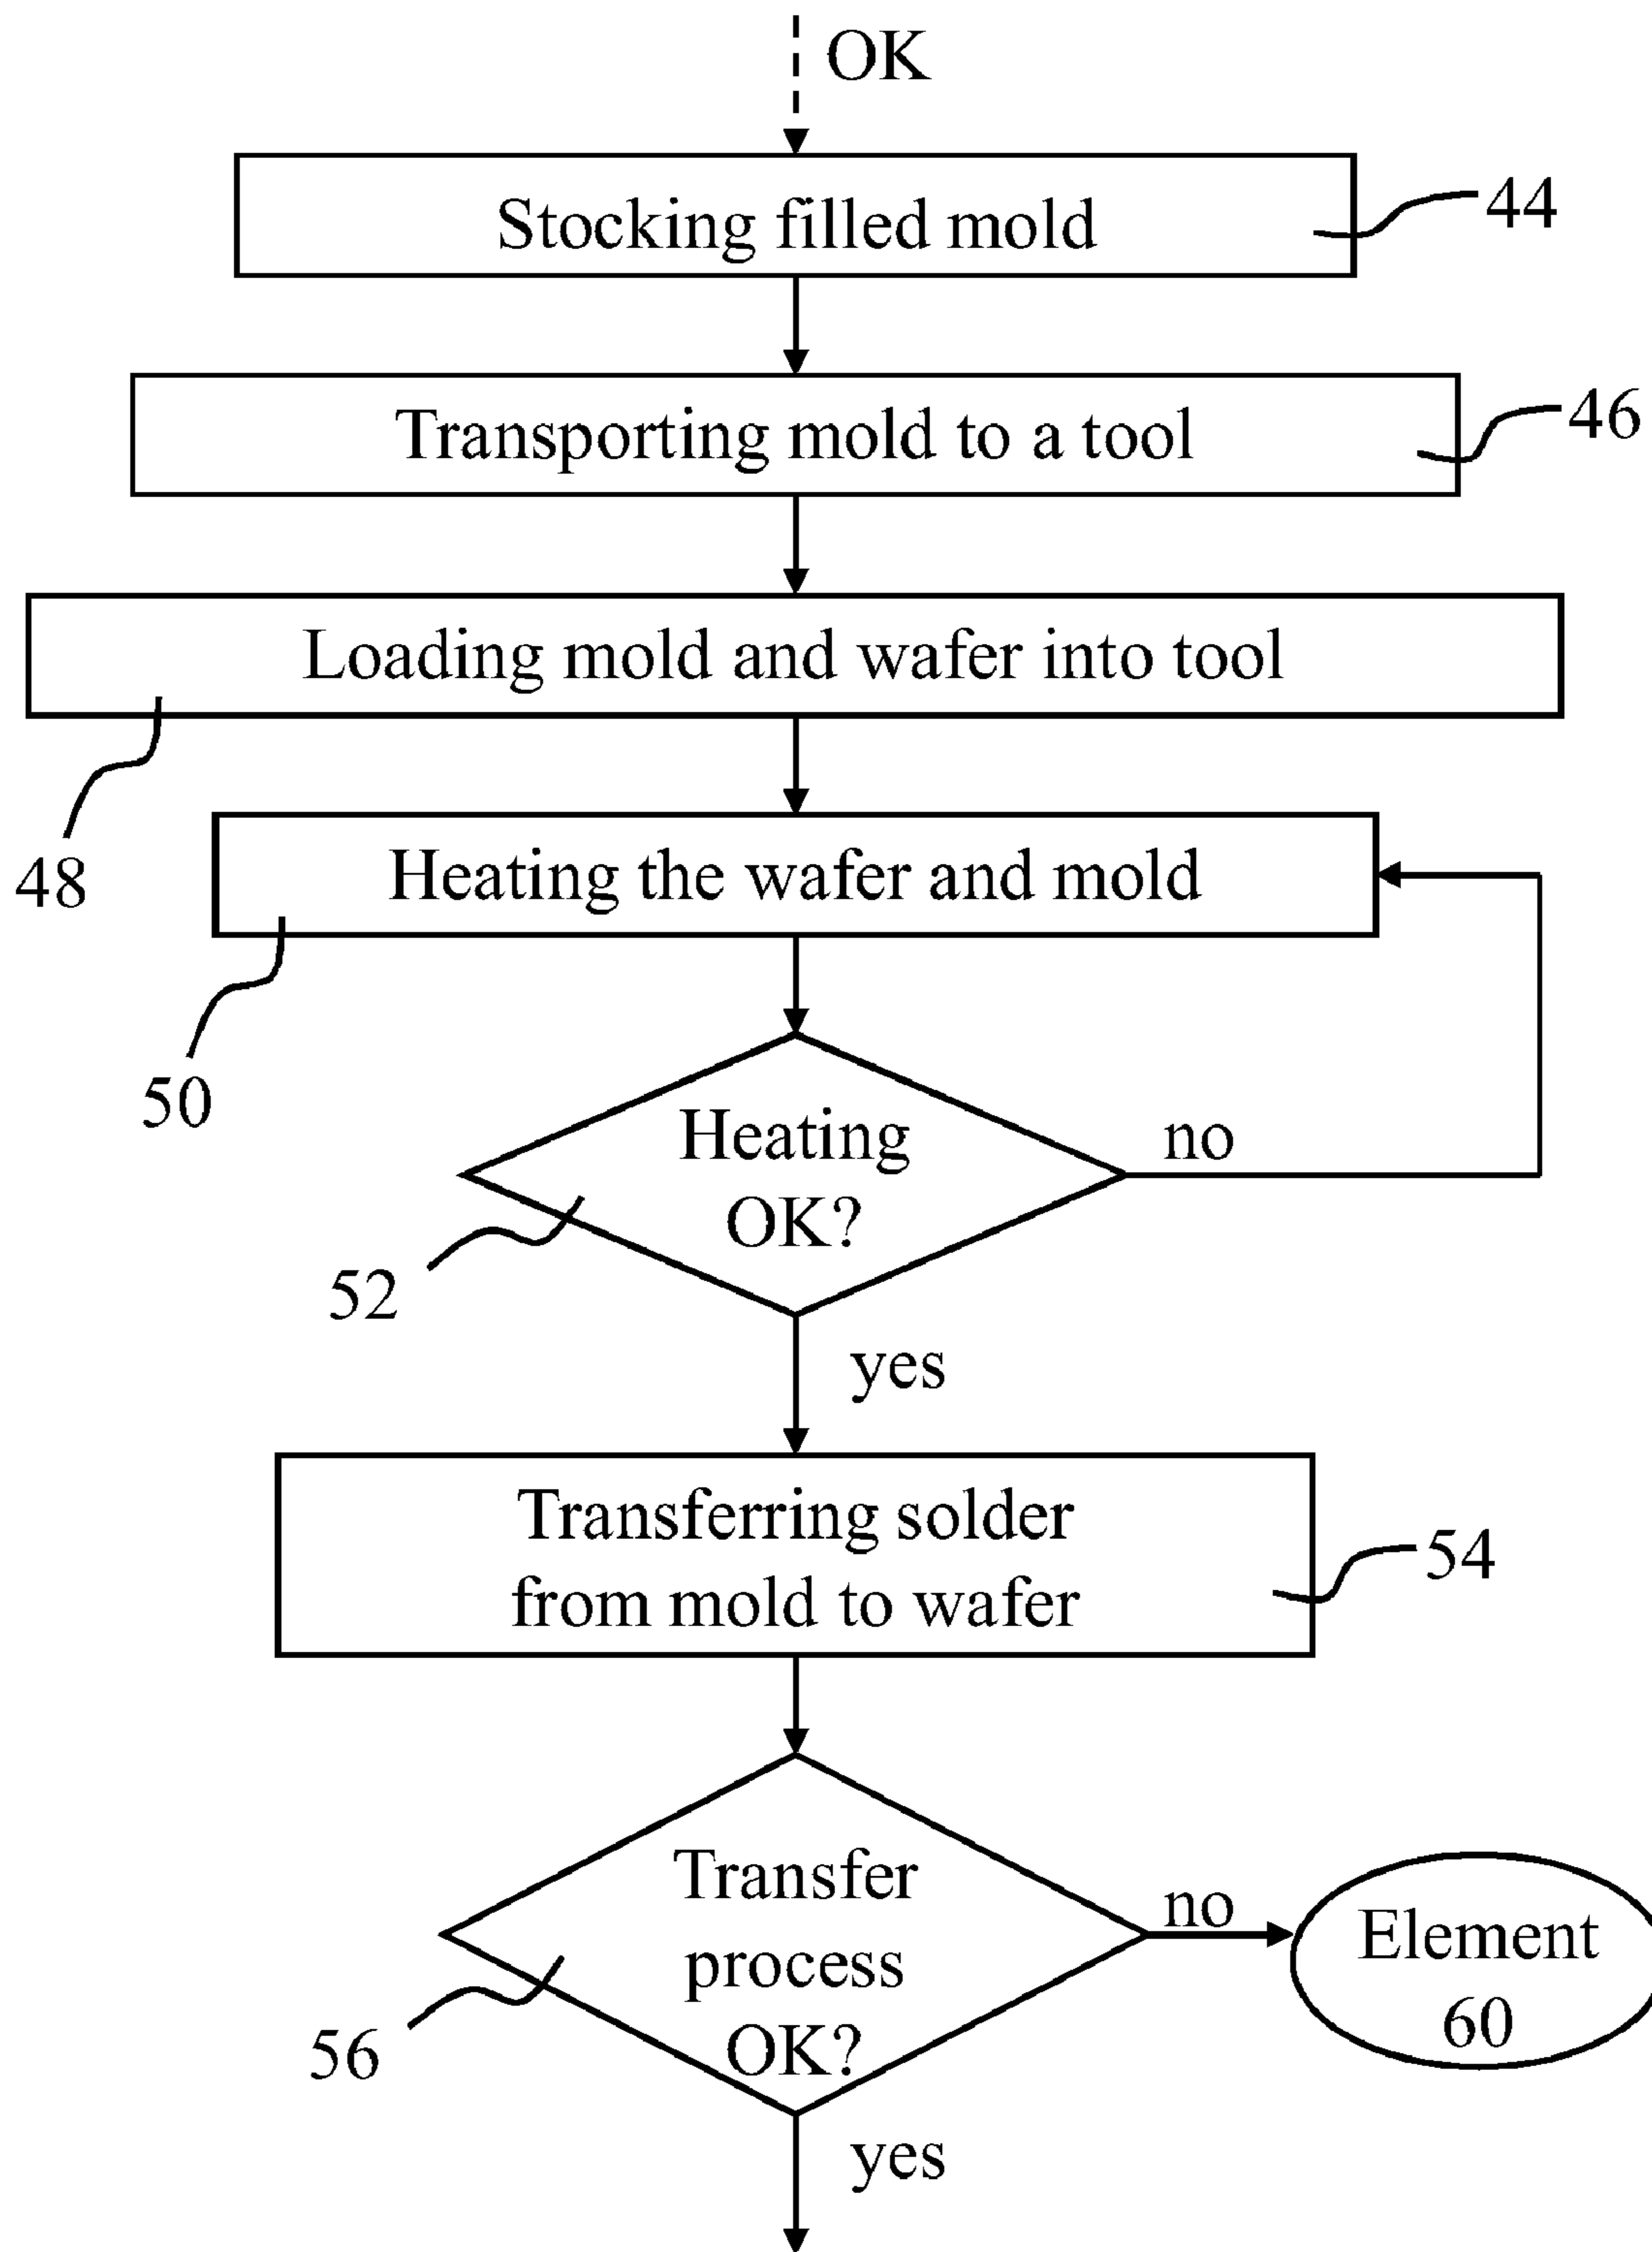 OK
Stocking filled mold
44
Transporting mold to a tool
46
Loading mold and wafer into tool
48
Heating the wafer and mold
50
Heating
OK?
no
52
yes
Transferring solder
from mold to wafer
54
Transfer
process
OK?
no
Element
60
56
yes